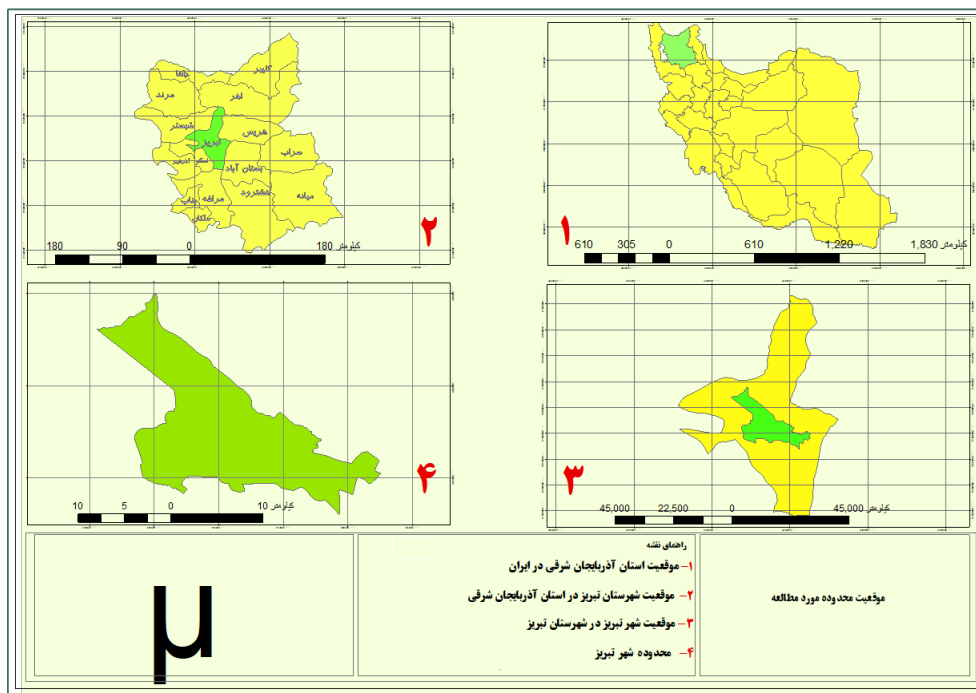 کلیبر
جلفا
مرند
اهر
شبستر
تبریز
هریس
سراب
بستان آباد
هشترود
میانه
مراغه
بناب
ملکان
۲
180 90 0 180 کیلومتر
۱
610 305 0 610 1,220 1,830 کیلومتر
۴
10 5 0 10 کیلومتر
۳
45,000 22,500 0 45,000 کیلومتر
موقعیت محدوده مورد مطالعه
راهنمای نقشه
۱- موقعیت استان آذربایجان شرقی در ایران
۲- موقعیت شهرستان تبریز در استان آذربایجان شرقی
۳- موقعیت شهر تبریز در شهرستان تبریز
۴- محدوده شهر تبریز
µ